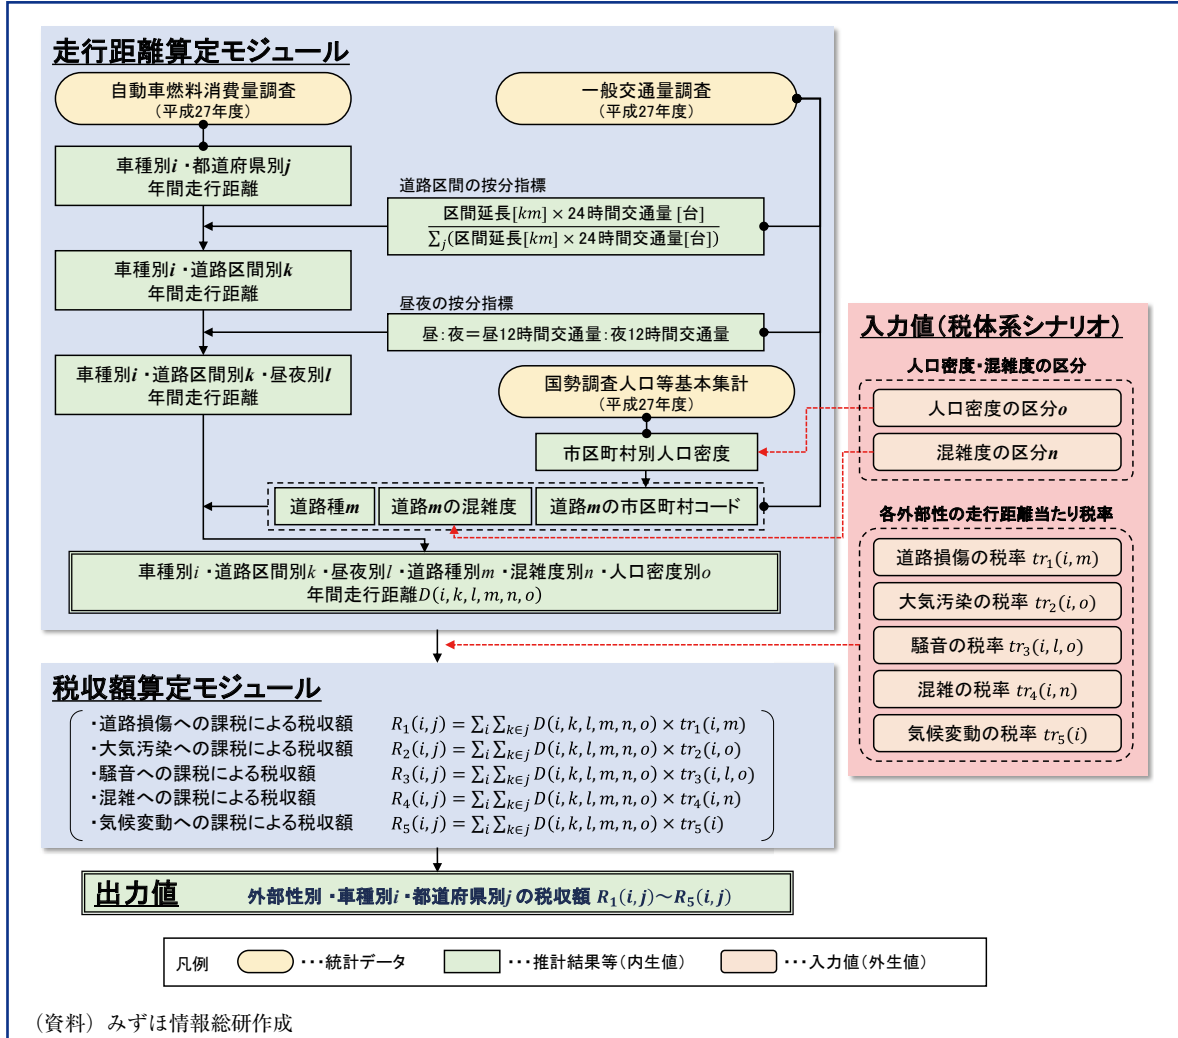 走行距離算定モジュール
自動車燃料消費量調査
（平成27年度）
一般交通量調査
（平成27年度）
車種別i・都道府県別j
年間走行距離
道路区間の按分指標
区間延長[km] × 24時間交通量 [台]
∑j(区間延長[km] × 24時間交通量[台])
車種別i・道路区間別k
年間走行距離
昼夜の按分指標
昼：夜＝昼12時間交通量：夜12時間交通量
車種別i・道路区間別k・昼夜別l
年間走行距離
国勢調査人口等基本集計
（平成27年度）
市区町村別人口密度
道路種m
道路mの混雑度
道路mの市区町村コード
車種別i・道路区間別k・昼夜別l・道路種別m・混雑度別n・人口密度別o
年間走行距離D(i, k, l, m, n, o)
入力値（税体系シナリオ）
人口密度・混雑度の区分
人口密度の区分o
混雑度の区分n
各外部性の走行距離当たり税率
道路損傷の税率 tr1(i, m)
大気汚染の税率 tr2(i, o)
騒音の税率 tr3(i, l, o)
混雑の税率 tr4(i, n)
気候変動の税率 tr5(i)
税収額算定モジュール
・道路損傷への課税による税収額 R1(i, j) = ∑i ∑k∈j D(i, k, l, m, n, o) × tr1(i, m)
・大気汚染への課税による税収額 R2(i, j) = ∑i ∑k∈j D(i, k, l, m, n, o) × tr2(i, o)
・騒音への課税による税収額 R3(i, j) = ∑i ∑k∈j D(i, k, l, m, n, o) × tr3(i, l, o)
・混雑への課税による税収額 R4(i, j) = ∑i ∑k∈j D(i, k, l, m, n, o) × tr4(i, n)
・気候変動への課税による税収額 R5(i, j) = ∑i ∑k∈j D(i, k, l, m, n, o) × tr5(i)
出力値 外部性別・車種別i・都道府県別jの税収額 R1(i, j)～R5(i, j)
凡例 ・・・統計データ ・・・推計結果等（内生値） ・・・入力値（外生値）
（資料）みずほ情報総研作成